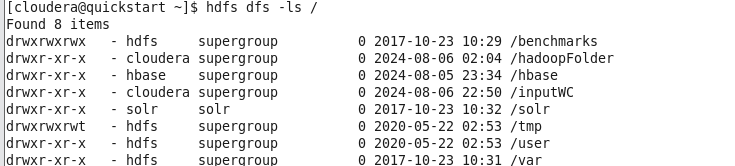 [cloudera@quickstart ~]$ hdfs dfs -ls /
Found 8 items
drwxrwxrwx   - hdfs     supergroup          0 2017-10-23 10:29 /benchmarks
drwxr-xr-x   - cloudera supergroup          0 2024-08-06 02:04 /hadoopFolder
drwxr-xr-x   - hbase    supergroup          0 2024-08-05 23:34 /hbase
drwxr-xr-x   - cloudera supergroup          0 2024-08-06 22:50 /inputWC
drwxr-xr-x   - solr     solr                0 2017-10-23 10:32 /solr
drwxrwxrwt   - hdfs     supergroup          0 2020-05-22 02:53 /tmp
drwxr-xr-x   - hdfs     supergroup          0 2020-05-22 02:53 /user
drwxr-xr-x   - hdfs     supergroup          0 2017-10-23 10:31 /var